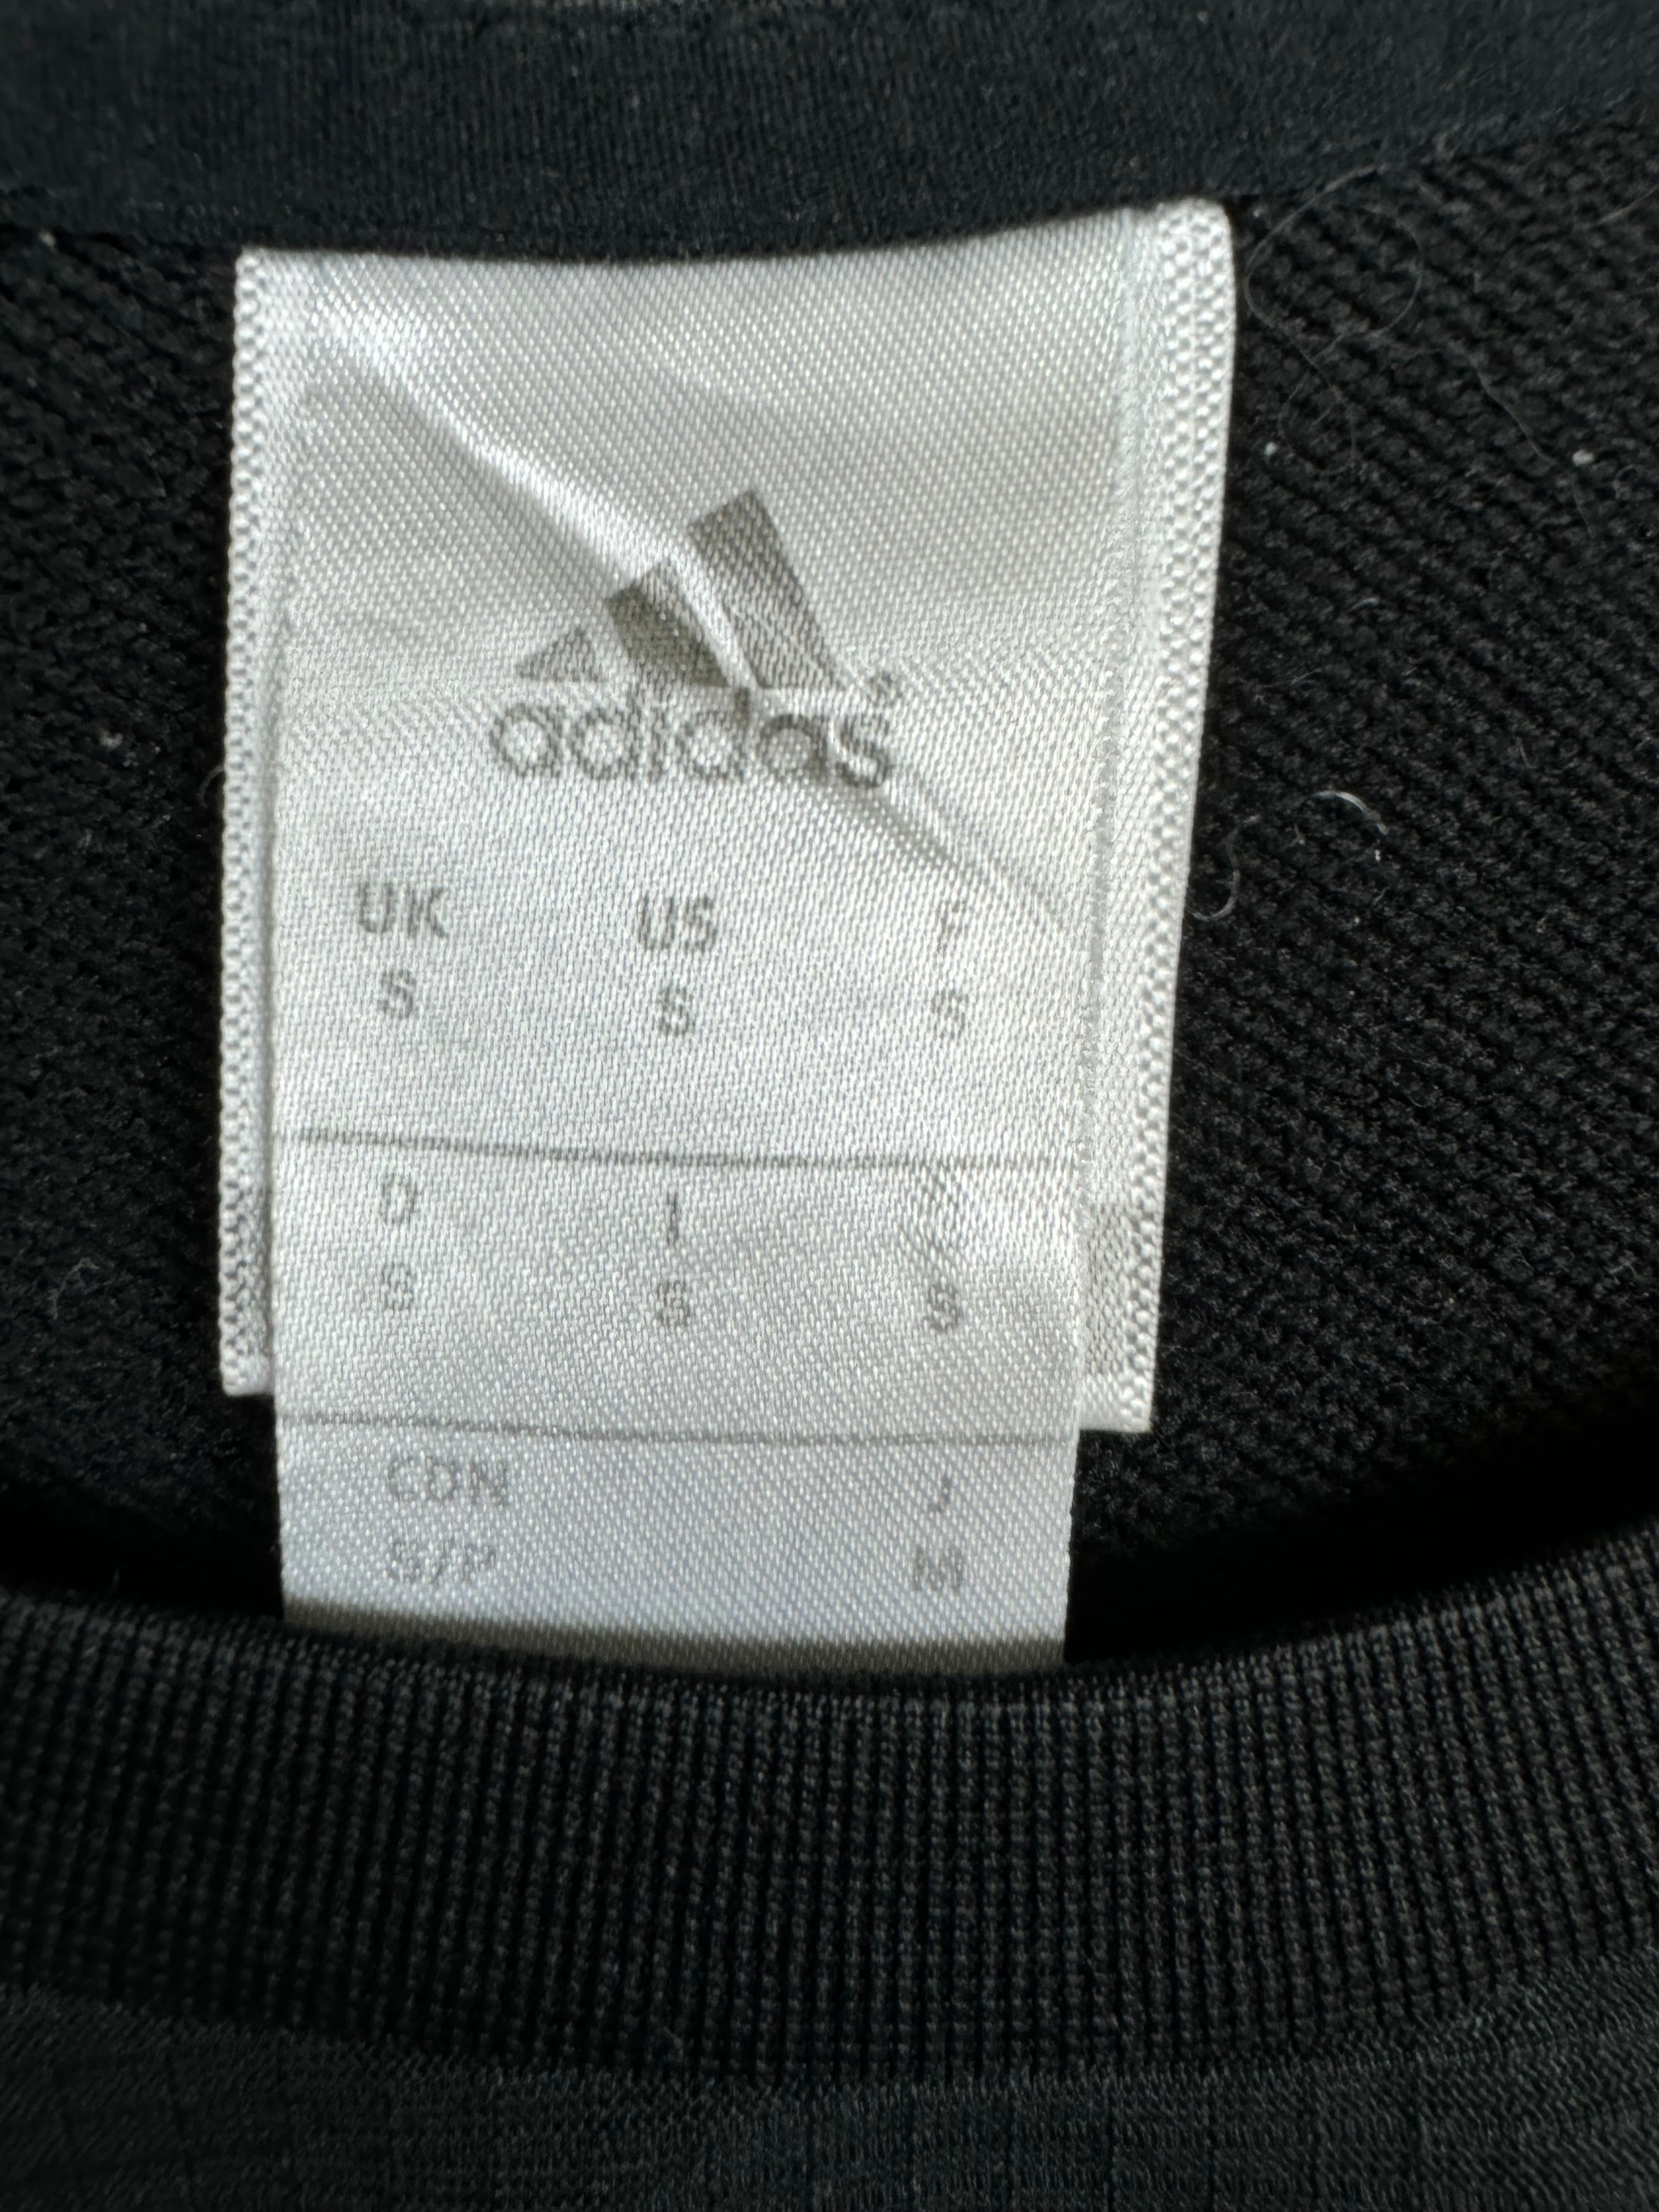 adidas®
UK US F
S S S
D I
S S S
CDN J
S/P M